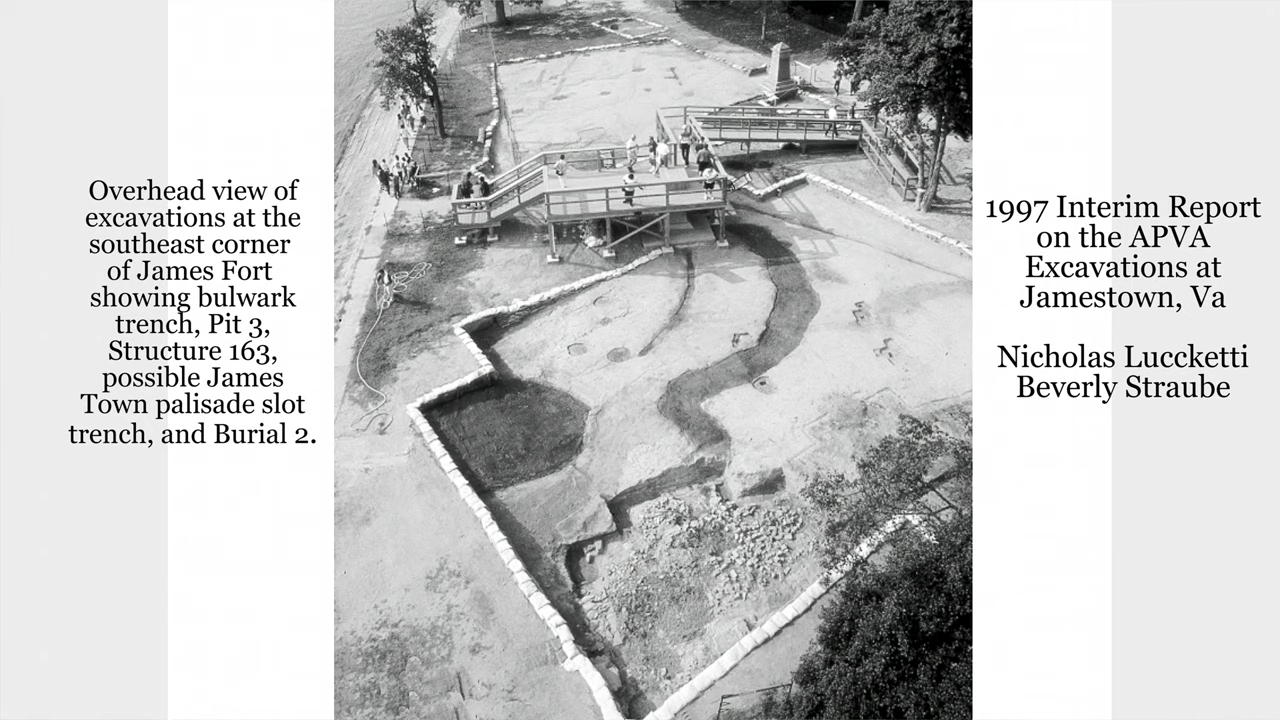 Overhead view of
excavations at the
southeast corner
of James Fort
showing bulwark
trench, Pit 3,
Structure 163,
possible James
Town palisade slot
trench, and Burial 2.
1997 Interim Report
on the APVA
Excavations at
Jamestown, Va
Nicholas Luccketti
Beverly Straube